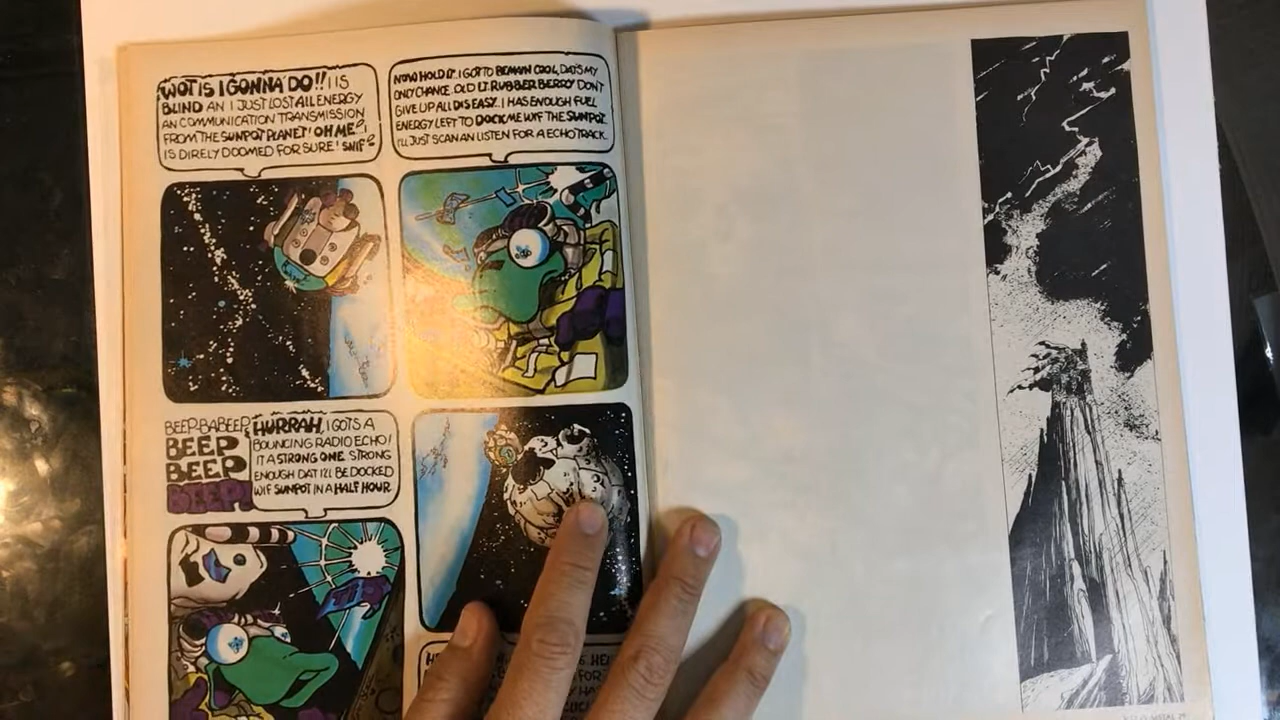 WOT IS I GONNA DO!! I IS
BLIND AN I JUST LOST ALL ENERGY
AN COMMUNICATION TRANSMISSION
FROM THE SUNPOT PLANET! OH ME!
IS DIRELY DOOMED FOR SURE! SNIF
NOW HOLD IT. I GOT TO REMAIN COOL, DAT'S MY
ONLY CHANCE. OLD LT. RUBBER BERRY DON'T
GIVE UP ALL DIS EASY. I HAS ENOUGH FUEL
ENERGY LEFT TO DOCK ME WIF THE SUNPOT.
I'LL JUST SCAN AN LISTEN FOR A ECHO TRACK.
BEEP-BABEEP
BEEP
BEEP
BEEP!
HURRAH, I GOTS A
BOUNCING RADIO ECHO!
IT A STRONG ONE. STRONG
ENOUGH DAT I'LL BE DOCKED
WIF SUNPOT IN A HALF HOUR.